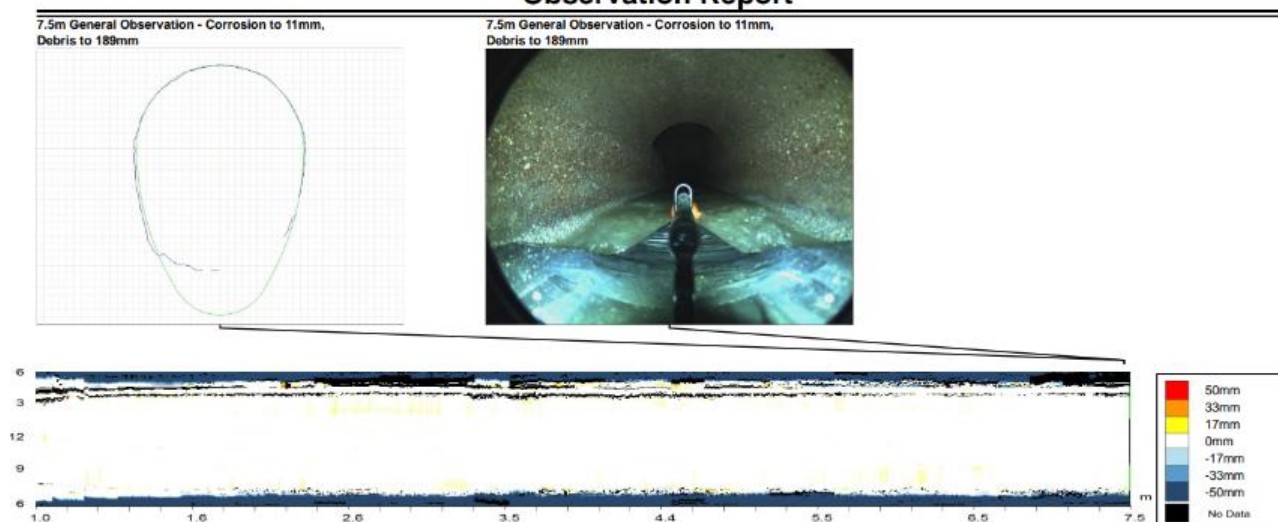 Observation Report
7.5m General Observation - Corrosion to 11mm,
Debris to 189mm
7.5m General Observation - Corrosion to 11mm,
Debris to 189mm
6
3
12
9
6
1.0
1.6
2.6
3.5
4.4
5.5
6.5
7.5
m
50mm
33mm
17mm
0mm
-17mm
-33mm
-50mm
No Data